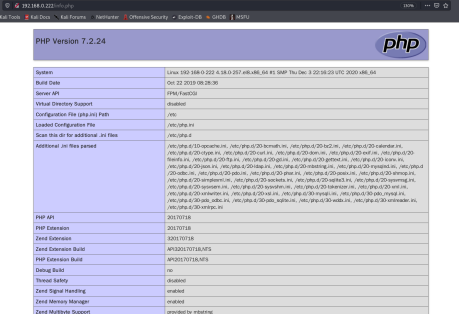 192.168.0.222/info.php
110%
Kali Tools Kali Docs Kali Forums NetHunter Offensive Security Exploit-DB GHDB MSFU
PHP Version 7.2.24
php
System Linux 192-168-0-222 4.18.0-257.el8.x86_64 #1 SMP Thu Dec 3 22:16:23 UTC 2020 x86_64
Build Date Oct 22 2019 08:28:36
Server API FPM/FastCGI
Virtual Directory Support disabled
Configuration File (php.ini) Path /etc
Loaded Configuration File /etc/php.ini
Scan this dir for additional .ini files /etc/php.d
Additional .ini files parsed /etc/php.d/10-opcache.ini, /etc/php.d/20-bcmath.ini, /etc/php.d/20-bz2.ini, /etc/php.d/20-calendar.ini,
/etc/php.d/20-ctype.ini, /etc/php.d/20-curl.ini, /etc/php.d/20-dom.ini, /etc/php.d/20-exif.ini, /etc/php.d/20-
fileinfo.ini, /etc/php.d/20-ftp.ini, /etc/php.d/20-gd.ini, /etc/php.d/20-gettext.ini, /etc/php.d/20-iconv.ini,
/etc/php.d/20-json.ini, /etc/php.d/20-ldap.ini, /etc/php.d/20-mbstring.ini, /etc/php.d/20-mysqlnd.ini, /etc/php.d
/20-odbc.ini, /etc/php.d/20-pdo.ini, /etc/php.d/20-phar.ini, /etc/php.d/20-posix.ini, /etc/php.d/20-shmop.ini,
/etc/php.d/20-simplexml.ini, /etc/php.d/20-sockets.ini, /etc/php.d/20-sqlite3.ini, /etc/php.d/20-sysvmsg.ini,
/etc/php.d/20-sysvsem.ini, /etc/php.d/20-sysvshm.ini, /etc/php.d/20-tokenizer.ini, /etc/php.d/20-xml.ini,
/etc/php.d/20-xmlwriter.ini, /etc/php.d/20-xsl.ini, /etc/php.d/30-mysqli.ini, /etc/php.d/30-pdo_mysql.ini,
/etc/php.d/30-pdo_odbc.ini, /etc/php.d/30-pdo_sqlite.ini, /etc/php.d/30-wddx.ini, /etc/php.d/30-xmlreader.ini,
/etc/php.d/30-xmlrpc.ini
PHP API 20170718
PHP Extension 20170718
Zend Extension 320170718
Zend Extension Build API320170718,NTS
PHP Extension Build API20170718,NTS
Debug Build no
Thread Safety disabled
Zend Signal Handling enabled
Zend Memory Manager enabled
Zend Multibyte Support provided by mbstring